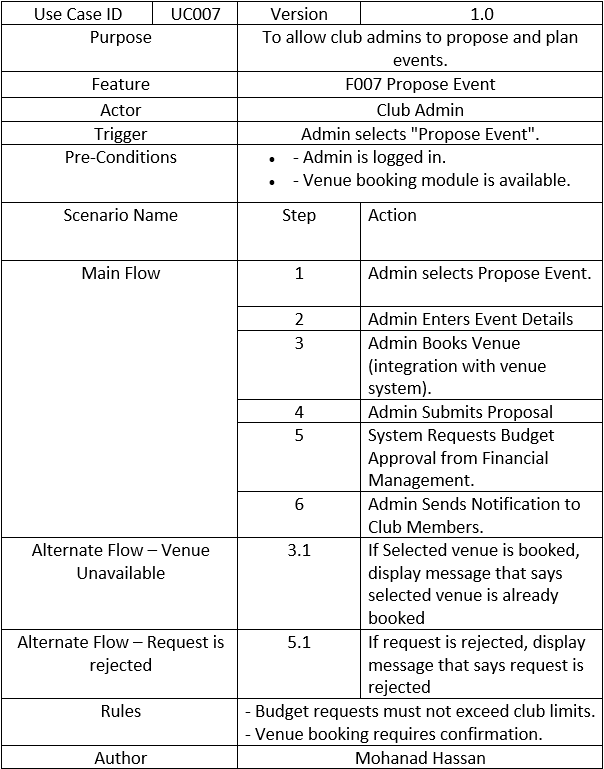 Use Case ID UC007 Version 1.0
Purpose To allow club admins to propose and plan
events.
Feature F007 Propose Event
Actor Club Admin
Trigger Admin selects "Propose Event".
Pre-Conditions • - Admin is logged in.
• - Venue booking module is available.
Scenario Name Step Action
Main Flow 1 Admin selects Propose Event.
2 Admin Enters Event Details
3 Admin Books Venue
(integration with venue
system).
4 Admin Submits Proposal
5 System Requests Budget
Approval from Financial
Management.
6 Admin Sends Notification to
Club Members.
Alternate Flow – Venue 3.1 If Selected venue is booked,
Unavailable display message that says
selected venue is already
booked
Alternate Flow – Request is 5.1 If request is rejected, display
rejected message that says request is
rejected
Rules - Budget requests must not exceed club limits.
- Venue booking requires confirmation.
Author Mohanad Hassan